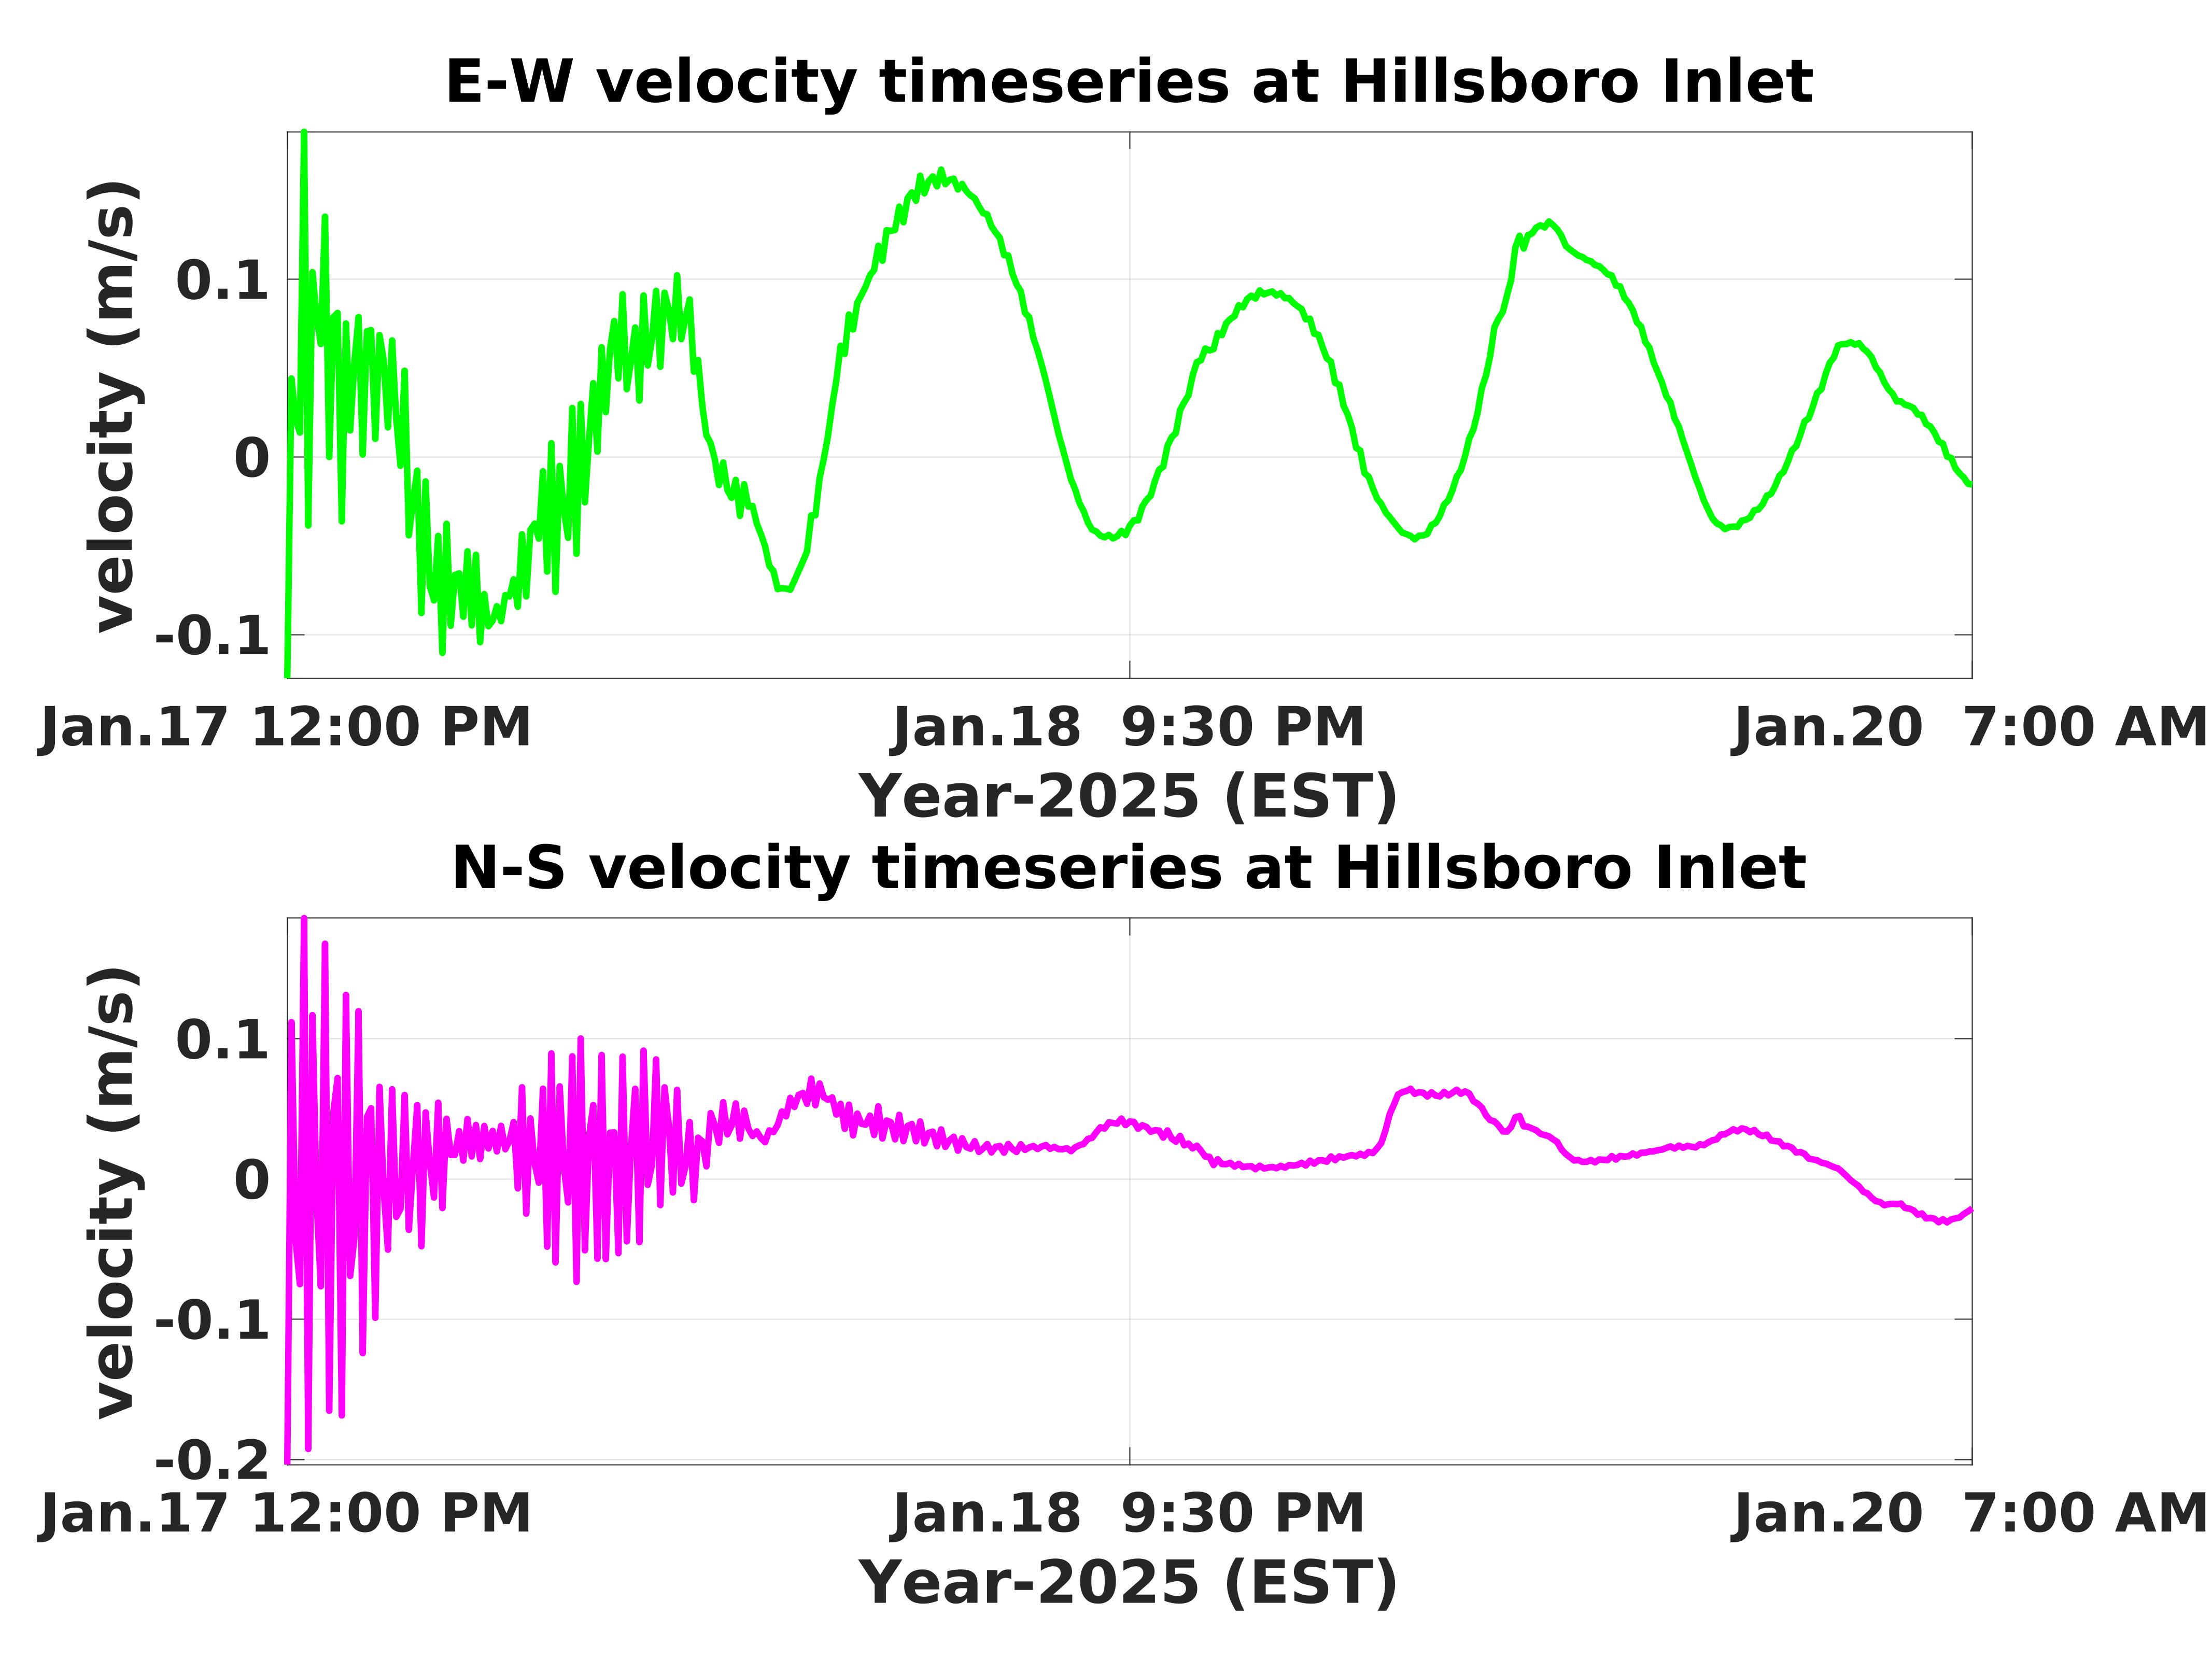 E-W velocity timeseries at Hillsboro Inlet
velocity (m/s)
0.1
0
-0.1
Jan.17 12:00 PM Jan.18 9:30 PM Jan.20 7:00 AM
Year-2025 (EST)
N-S velocity timeseries at Hillsboro Inlet
velocity (m/s)
0.1
0
-0.1
-0.2
Jan.17 12:00 PM Jan.18 9:30 PM Jan.20 7:00 AM
Year-2025 (EST)